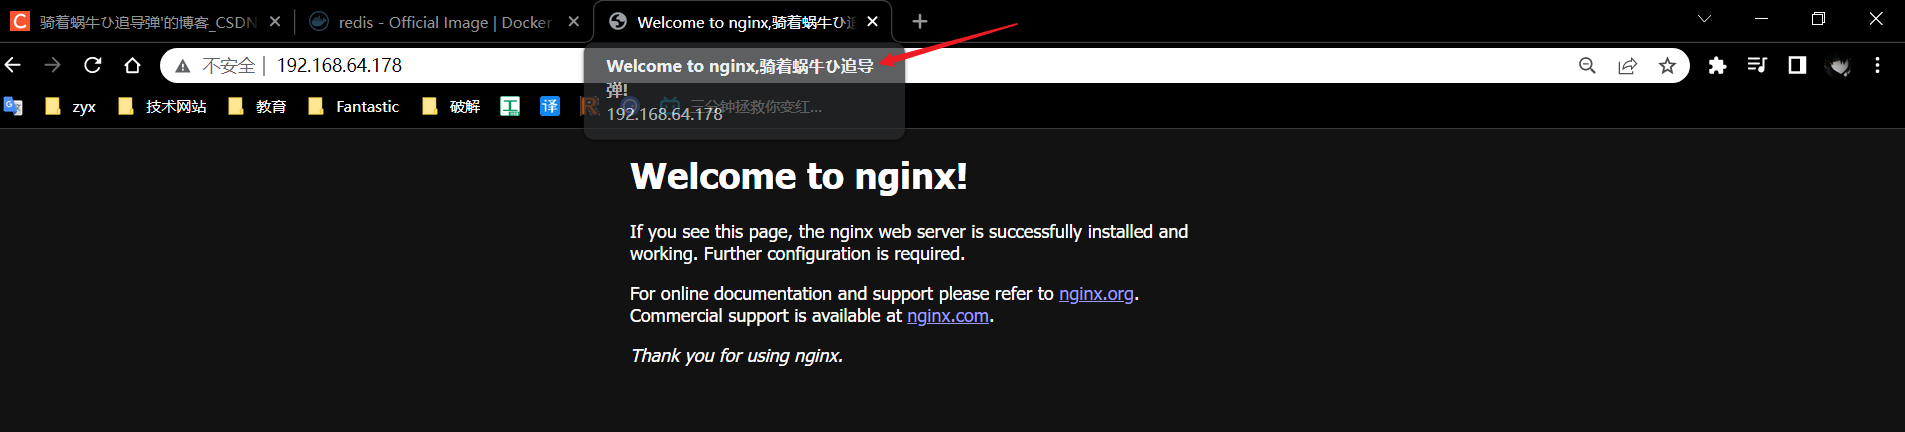 骑着蜗牛ひ追导弹'的博客_CSDN
redis - Official Image | Docker
Welcome to nginx,骑着蜗牛ひ追
不安全 192.168.64.178
Welcome to nginx,骑着蜗牛ひ追导
弹!
192.168.64.178
zyx
技术网站
教育
Fantastic
破解
工
译
三分钟拯救你变红...
Welcome to nginx!
If you see this page, the nginx web server is successfully installed and
working. Further configuration is required.
For online documentation and support please refer to nginx.org.
Commercial support is available at nginx.com.
Thank you for using nginx.